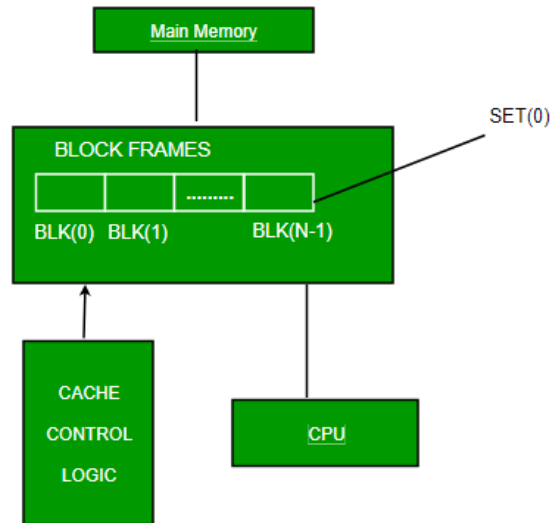 Main Memory
SET(0)
BLOCK FRAMES
.........
BLK(0) BLK(1) BLK(N-1)
CACHE
CONTROL
LOGIC
CPU